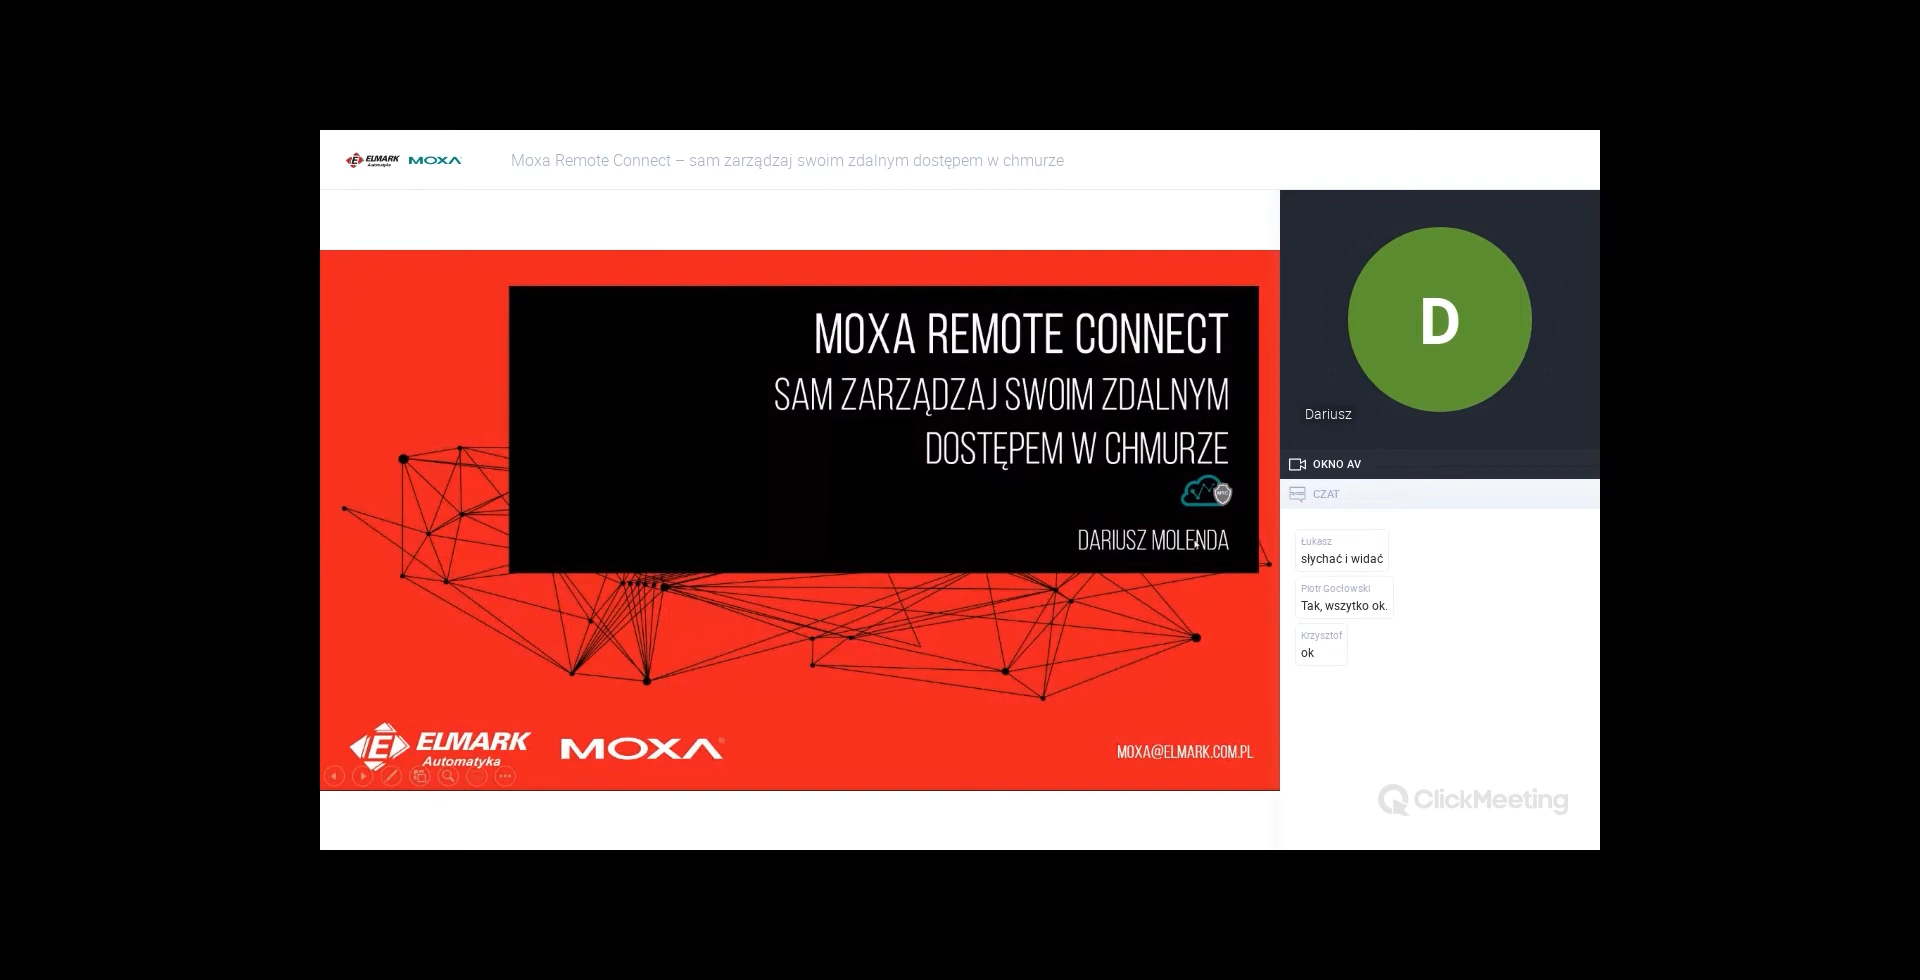 ELMARK
Automatyka
MOXA
Moxa Remote Connect – sam zarządzaj swoim zdalnym dostępem w chmurze
MOXA REMOTE CONNECT
SAM ZARZĄDZAJ SWOIM ZDALNYM
DOSTĘPEM W CHMURZE
MRC
DARIUSZ MOLENDA
ELMARK
Automatyka
MOXA®
MOXA@ELMARK.COM.PL
D
Dariusz
OKNO AV
CZAT
Łukasz
słychać i widać
Piotr Gocłowski
Tak, wszytko ok.
Krzysztof
ok
ClickMeeting